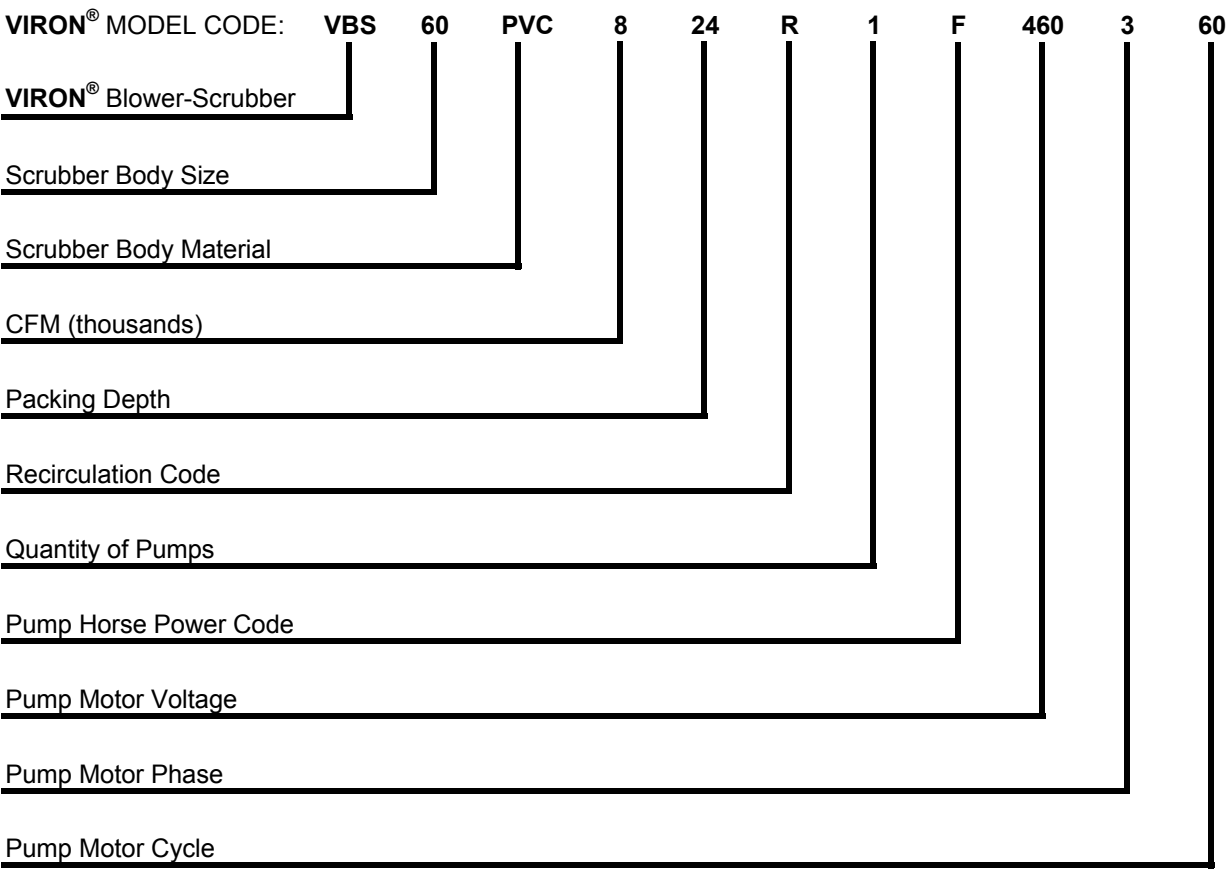 VIRON® MODEL CODE: VBS 60 PVC 8 24 R 1 F 460 3 60
VIRON® Blower-Scrubber
Scrubber Body Size
Scrubber Body Material
CFM (thousands)
Packing Depth
Recirculation Code
Quantity of Pumps
Pump Horse Power Code
Pump Motor Voltage
Pump Motor Phase
Pump Motor Cycle